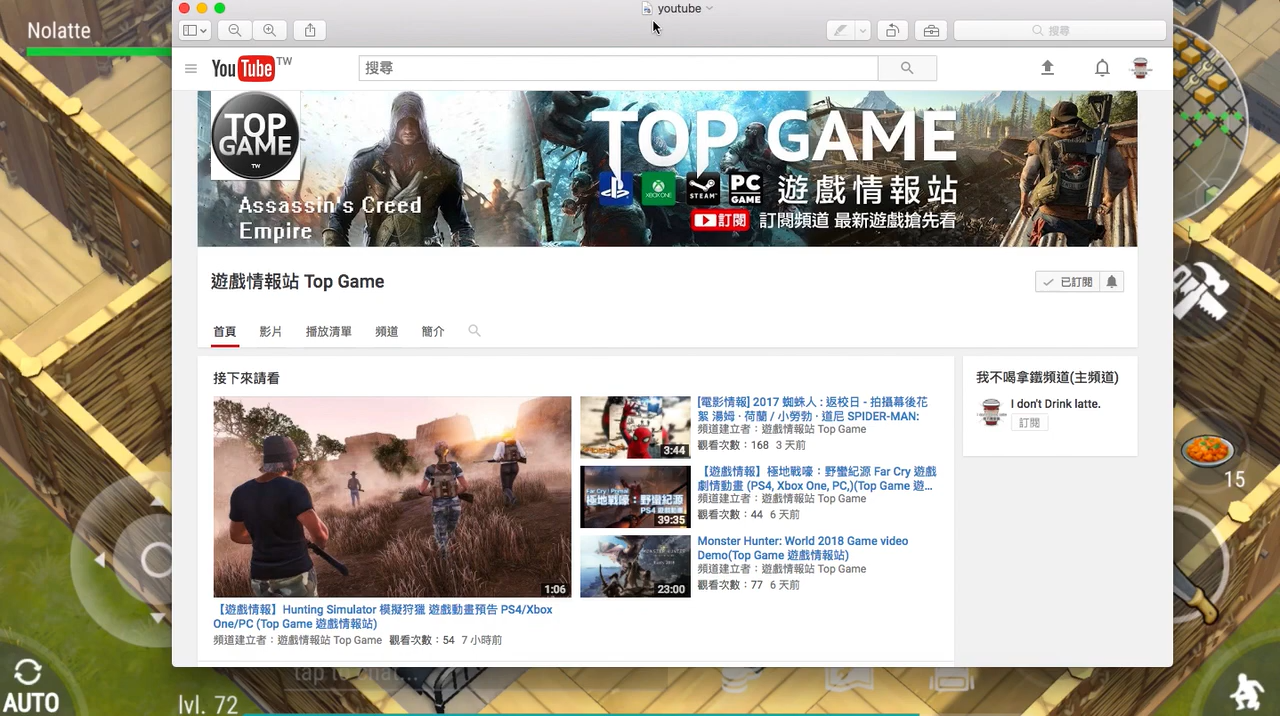 youtube
Nolatte
搜尋
YouTube TW
搜尋
TOP GAME TW
TOP GAME
PC GAME
STEAM
XBOX ONE
遊戲情報站
訂閱
訂閱頻道 最新遊戲搶先看
Assassin's Creed
Empire
遊戲情報站 Top Game
已訂閱
首頁 影片 播放清單 頻道 簡介
接下來請看
我不喝拿鐵頻道(主頻道)
I don't Drink latte.
訂閱
1:06
【遊戲情報】Hunting Simulator 模擬狩獵 遊戲動畫預告 PS4/Xbox
One/PC (Top Game 遊戲情報站)
頻道建立者：遊戲情報站 Top Game 觀看次數：54 7 小時前
3:44
[電影情報] 2017 蜘蛛人 : 返校日 - 拍攝幕後花
絮 湯姆 · 荷蘭 / 小勞勃 · 道尼 SPIDER-MAN:
頻道建立者：遊戲情報站 Top Game
觀看次數：168 3 天前
Far Cry Primal
極地戰嚎：野蠻紀源
PS4 遊戲動畫
39:35
【遊戲情報】極地戰嚎：野蠻紀源 Far Cry 遊戲
劇情動畫 (PS4, Xbox One, PC,)(Top Game 遊...
頻道建立者：遊戲情報站 Top Game
觀看次數：44 6 天前
23:00
Monster Hunter: World 2018 Game video
Demo(Top Game 遊戲情報站)
頻道建立者：遊戲情報站 Top Game
觀看次數：77 6 天前
15
tap to chat...
AUTO
lvl. 72